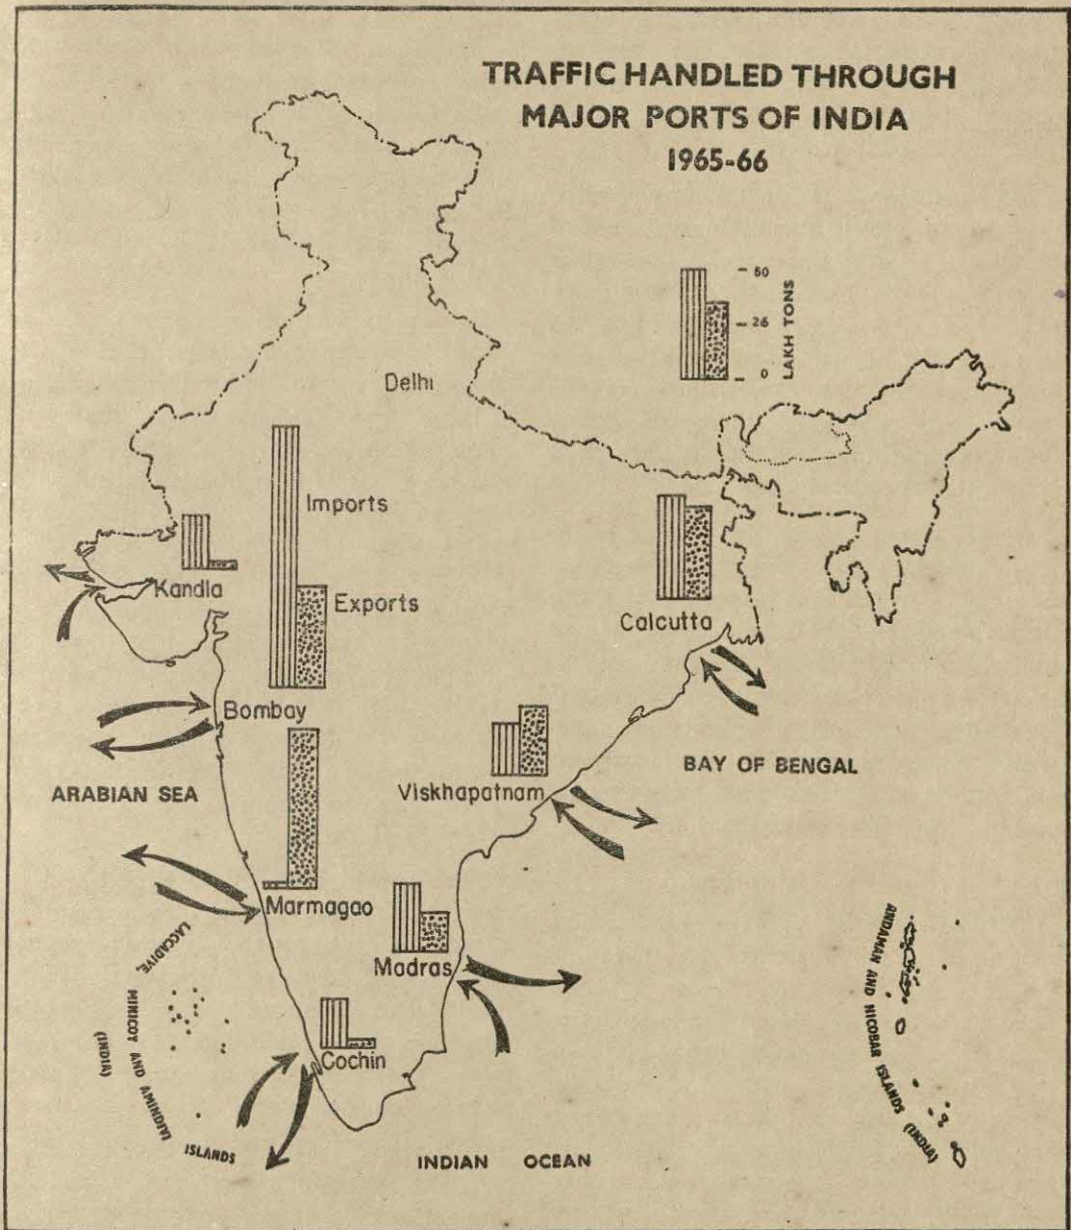 TRAFFIC HANDLED THROUGH
MAJOR PORTS OF INDIA
1965-66
50
26
0
LAKH TONS
Delhi
Imports
Exports
Kandla
Calcutta
Bombay
Viskhapatnam
BAY OF BENGAL
ARABIAN SEA
Marmagao
Madras
Cochin
LACCADIVE,
MINICOY AND AMINDIVI
ISLANDS
(INDIA)
ANDAMAN AND NICOBAR ISLANDS (INDIA)
INDIAN OCEAN